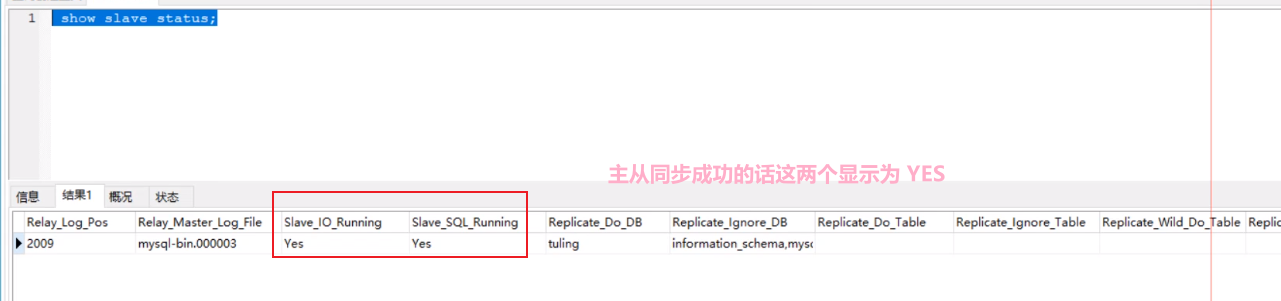 1 show slave status;
主从同步成功的话这两个显示为 YES
信息 结果1 概况 状态
Relay_Log_Pos Relay_Master_Log_File Slave_IO_Running Slave_SQL_Running Replicate_Do_DB Replicate_Ignore_DB Replicate_Do_Table Replicate_Ignore_Table Replicate_Wild_Do_Table Replic
2009 mysql-bin.000003 Yes Yes tuling information_schema,mysc